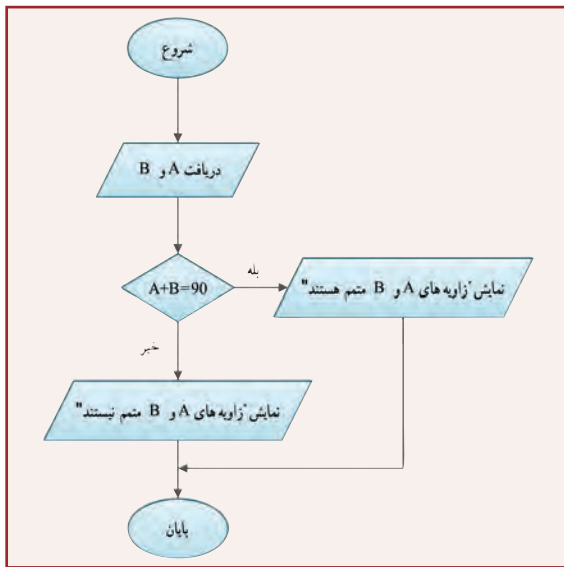 شروع
دریافت A و B
A+B=90
بله
نمایش"زاویه های A و B متمم هستند"
خیر
نمایش"زاویه های A و B متمم نیستند"
پایان